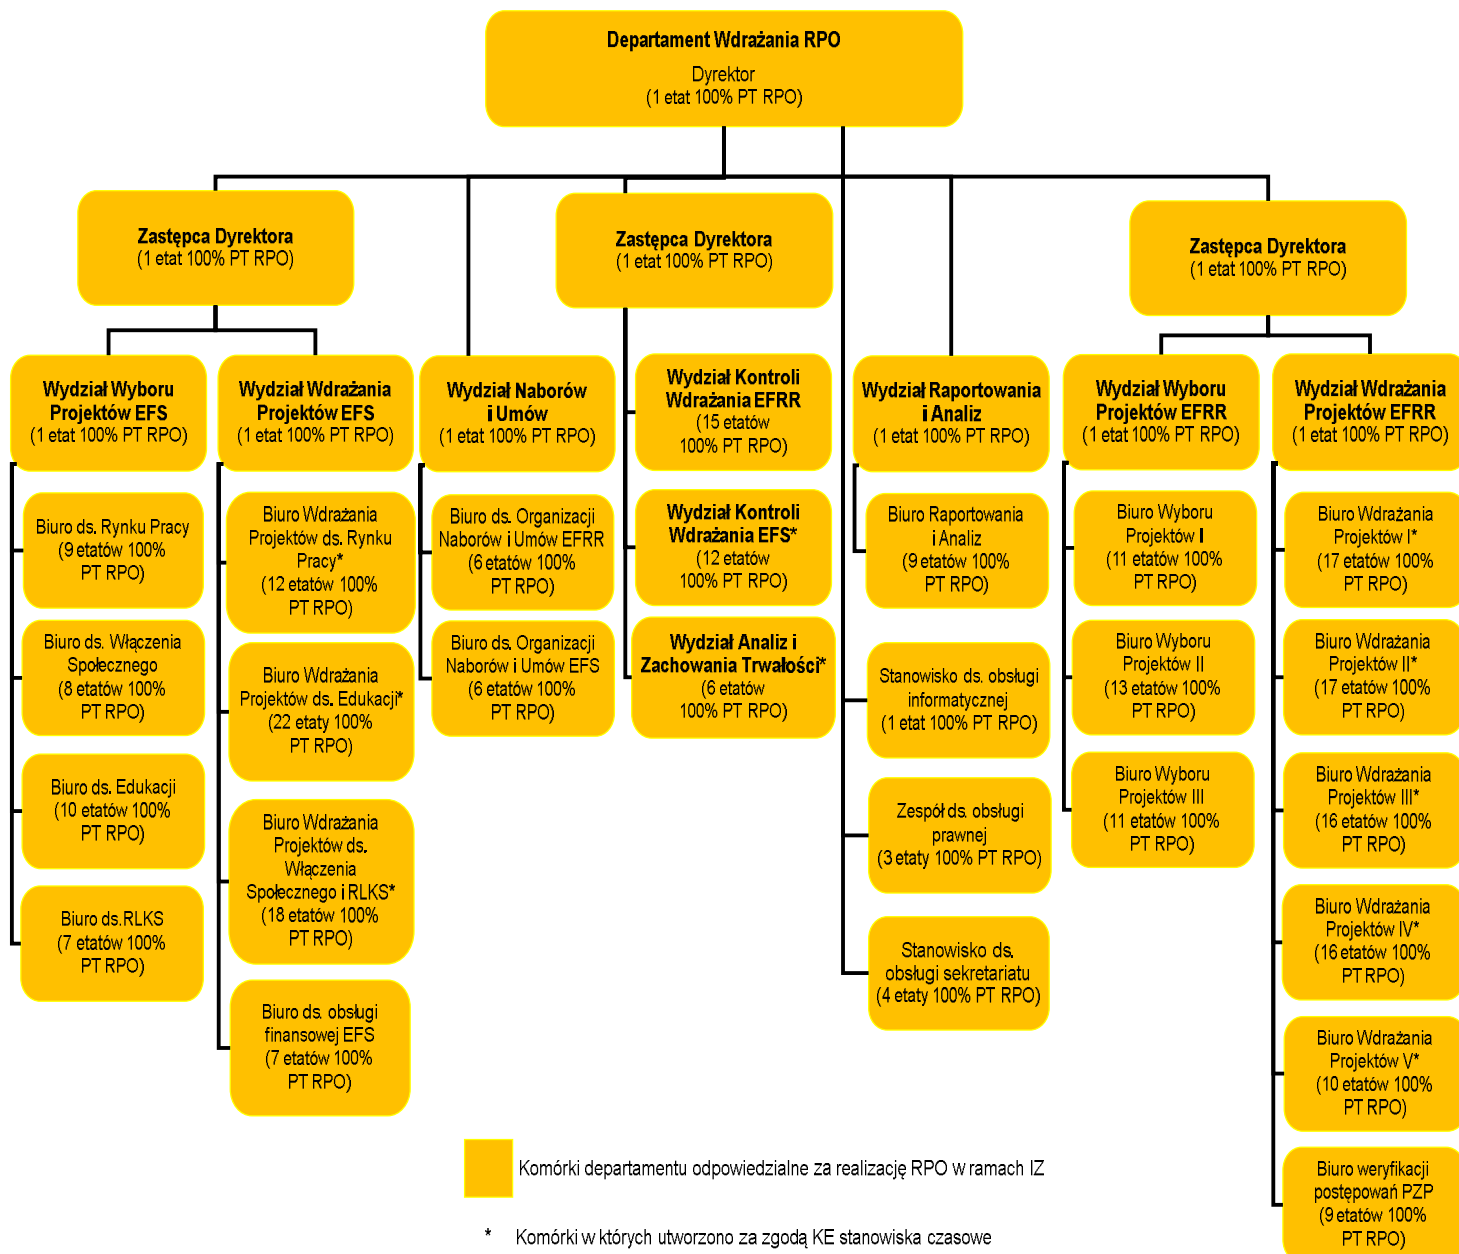 Departament Wdrażania RPO
Dyrektor
(1 etat 100% PT RPO)
Zastępca Dyrektora
(1 etat 100% PT RPO)
Zastępca Dyrektora
(1 etat 100% PT RPO)
Zastępca Dyrektora
(1 etat 100% PT RPO)
Wydział Wyboru
Projektów EFS
(1 etat 100% PT RPO)
Biuro ds. Rynku Pracy
(9 etatów 100%
PT RPO)
Biuro ds. Włączenia
Społecznego
(8 etatów 100%
PT RPO)
Biuro ds. Edukacji
(10 etatów 100%
PT RPO)
Biuro ds.RLKS
(7 etatów 100%
PT RPO)
Wydział Wdrażania
Projektów EFS
(1 etat 100% PT RPO)
Biuro Wdrażania
Projektów ds. Rynku
Pracy*
(12 etatów 100%
PT RPO)
Biuro Wdrażania
Projektów ds. Edukacji*
(22 etaty 100%
PT RPO)
Biuro Wdrażania
Projektów ds.
Włączenia
Społecznego i RLKS*
(18 etatów 100%
PT RPO)
Biuro ds. obsługi
finansowej EFS
(7 etatów 100%
PT RPO)
Wydział Naborów
i Umów
(1 etat 100% PT RPO)
Biuro ds. Organizacji
Naborów i Umów EFRR
(6 etatów 100%
PT RPO)
Biuro ds. Organizacji
Naborów i Umów EFS
(6 etatów 100%
PT RPO)
Wydział Kontroli
Wdrażania EFRR
(15 etatów
100% PT RPO)
Wydział Kontroli
Wdrażania EFS*
(12 etatów
100% PT RPO)
Wydział Analiz i
Zachowania Trwałości*
(6 etatów
100% PT RPO)
Wydział Raportowania
i Analiz
(1 etat 100% PT RPO)
Biuro Raportowania
i Analiz
(9 etatów 100%
PT RPO)
Stanowisko ds. obsługi
informatycznej
(1 etat 100% PT RPO)
Zespół ds. obsługi
prawnej
(3 etaty 100% PT RPO)
Stanowisko ds.
obsługi sekretariatu
(4 etaty 100% PT RPO)
Wydział Wyboru
Projektów EFRR
(1 etat 100% PT RPO)
Biuro Wyboru
Projektów I
(11 etatów 100%
PT RPO)
Biuro Wyboru
Projektów II
(13 etatów 100%
PT RPO)
Biuro Wyboru
Projektów III
(11 etatów 100%
PT RPO)
Wydział Wdrażania
Projektów EFRR
(1 etat 100% PT RPO)
Biuro Wdrażania
Projektów I*
(17 etatów 100%
PT RPO)
Biuro Wdrażania
Projektów II*
(17 etatów 100%
PT RPO)
Biuro Wdrażania
Projektów III*
(16 etatów 100%
PT RPO)
Biuro Wdrażania
Projektów IV*
(16 etatów 100%
PT RPO)
Biuro Wdrażania
Projektów V*
(10 etatów 100%
PT RPO)
Biuro weryfikacji
postępowań PZP
(9 etatów 100%
PT RPO)
Komórki departamentu odpowiedzialne za realizację RPO w ramach IZ
* Komórki w których utworzono za zgodą KE stanowiska czasowe